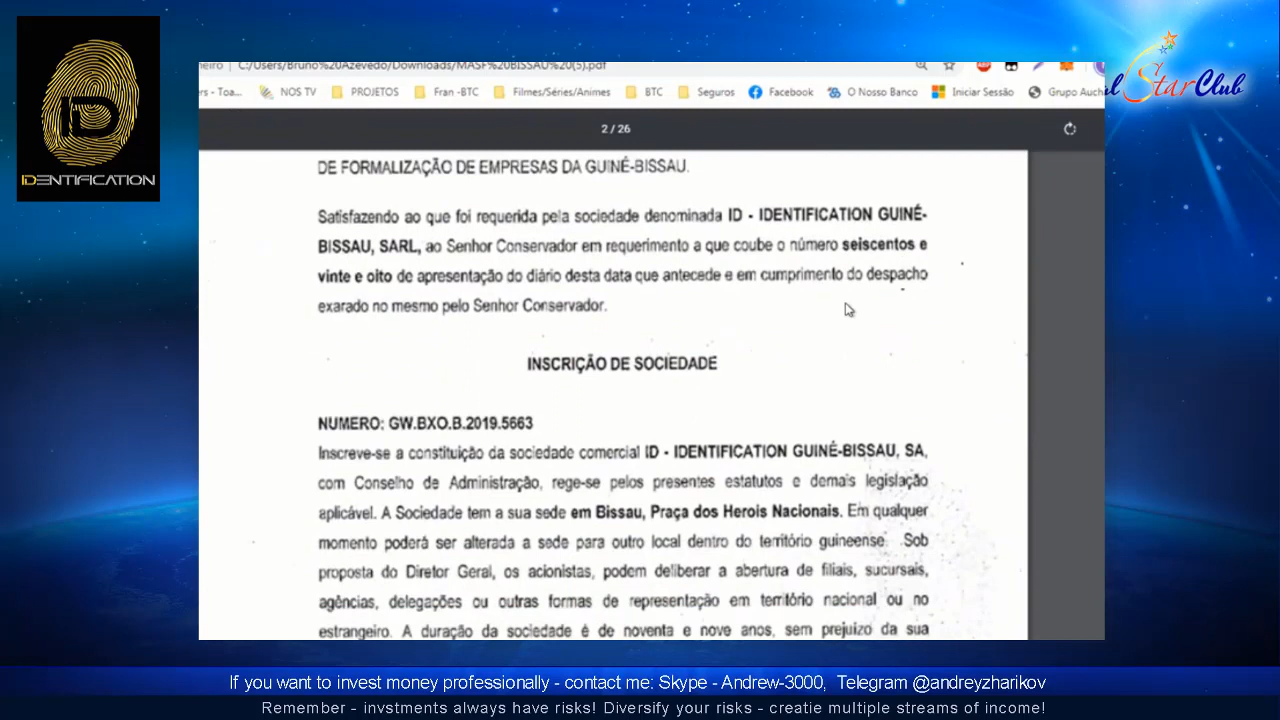 C:/Users/Bruno%20Azevedo/Downloads/MASF%20BISSAU%20(5).pdf
rs - Toa... NOS TV PROJETOS Fran -BTC Filmes/Séries/Animes BTC Seguros Facebook O Nosso Banco Iniciar Sessão Grupo Aucha
StarClub
IDENTIFICATION
2 / 26
DE FORMALIZAÇÃO DE EMPRESAS DA GUINÉ-BISSAU.
Satisfazendo ao que foi requerida pela sociedade denominada ID - IDENTIFICATION GUINÉ-
BISSAU, SARL, ao Senhor Conservador em requerimento a que coube o número seiscentos e
vinte e oito de apresentação do diário desta data que antecede e em cumprimento do despacho
exarado no mesmo pelo Senhor Conservador.
INSCRIÇÃO DE SOCIEDADE
NUMERO: GW.BXO.B.2019.5663
Inscreve-se a constituição da sociedade comercial ID - IDENTIFICATION GUINÉ-BISSAU, SA,
com Conselho de Administração, rege-se pelos presentes estatutos e demais legislação
aplicável. A Sociedade tem a sua sede em Bissau, Praça dos Herois Nacionais. Em qualquer
momento poderá ser alterada a sede para outro local dentro do território guineense. Sob
proposta do Diretor Geral, os acionistas, podem deliberar a abertura de filiais, sucursais,
agências, delegações ou outras formas de representação em território nacional ou no
estrangeiro. A duração da sociedade é de noventa e nove anos, sem prejuizo da sua
If you want to invest money professionally - contact me: Skype - Andrew-3000, Telegram @andreyzharikov
Remember - invstments always have risks! Diversify your risks - creatie multiple streams of income!